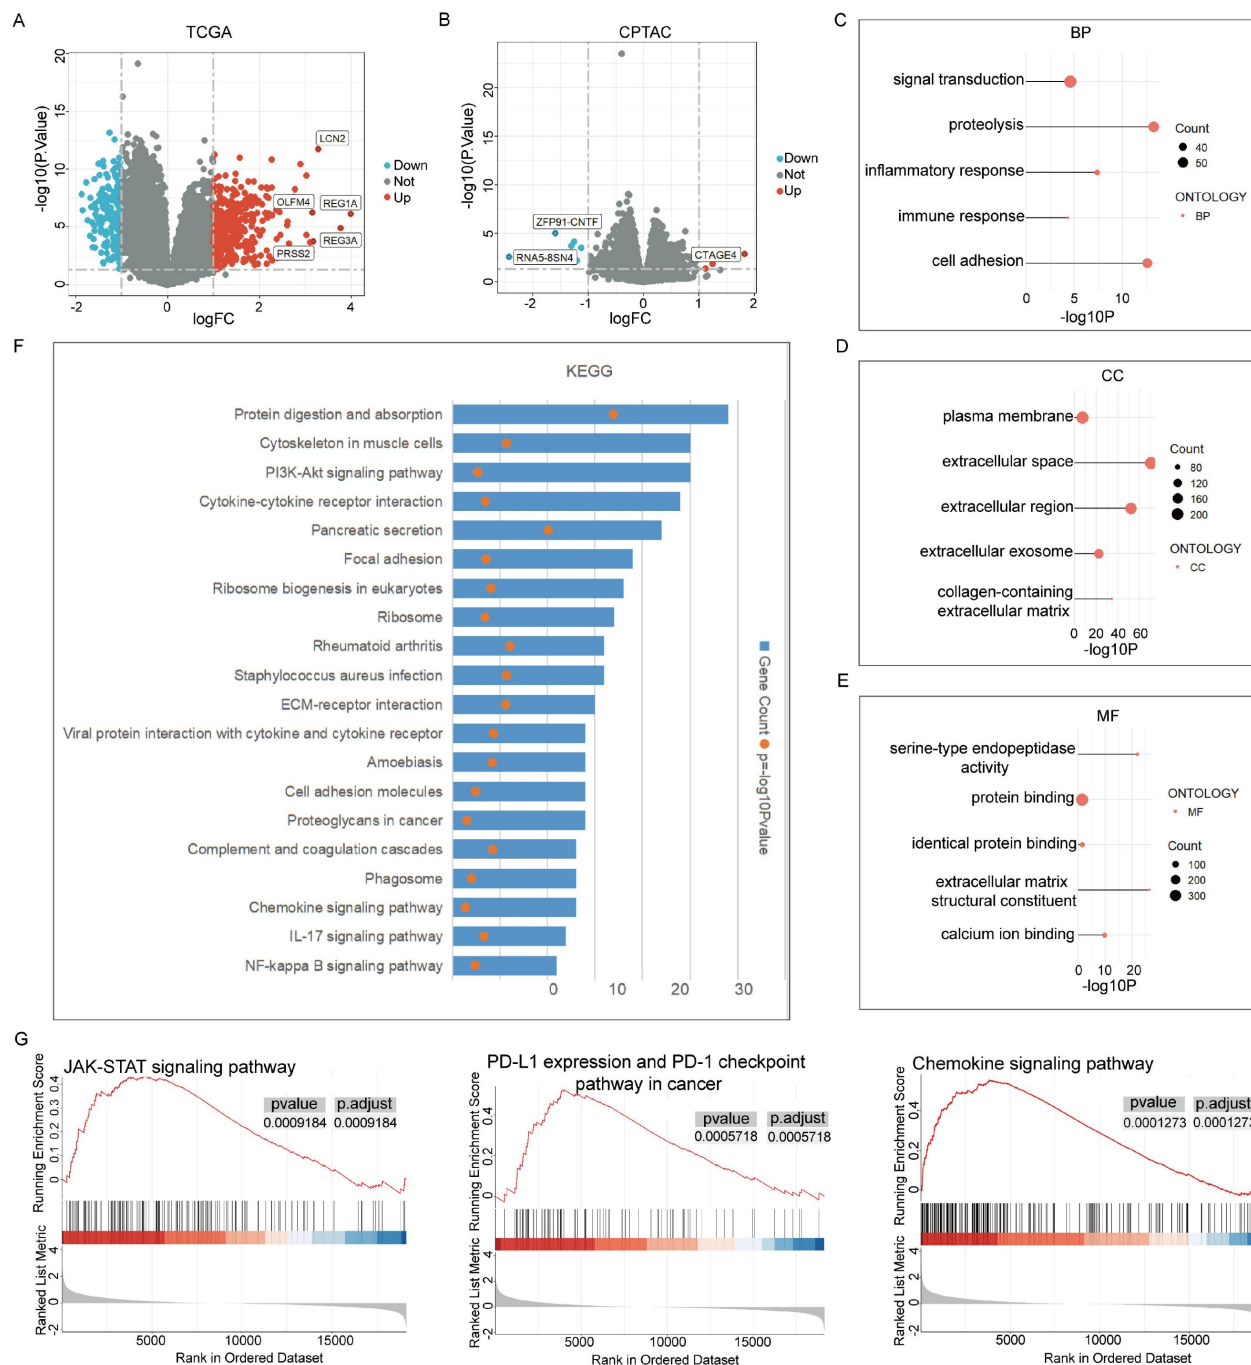 A
TCGA
-log10(P.Value)
20
15
10
5
0
-2
0
2
4
logFC
LCN2
OLFM4
REG1A
REG3A
PRSS2
Down
Not
Up
B
CPTAC
-log10(P.Value)
20
15
10
5
0
-2
-1
0
1
2
logFC
ZFP91-CNTF
RNA5-8SN4
CTAGE4
Down
Not
Up
C
BP
signal transduction
proteolysis
inflammatory response
immune response
cell adhesion
0
5
10
-log10P
Count
40
50
ONTOLOGY
BP
D
CC
plasma membrane
extracellular space
extracellular region
extracellular exosome
collagen-containing
extracellular matrix
0 20 40 60
-log10P
Count
80
120
160
200
ONTOLOGY
CC
E
MF
serine-type endopeptidase
activity
protein binding
identical protein binding
extracellular matrix
structural constituent
calcium ion binding
0 10 20
-log10P
ONTOLOGY
MF
Count
100
200
300
F
KEGG
Protein digestion and absorption
Cytoskeleton in muscle cells
PI3K-Akt signaling pathway
Cytokine-cytokine receptor interaction
Pancreatic secretion
Focal adhesion
Ribosome biogenesis in eukaryotes
Ribosome
Rheumatoid arthritis
Staphylococcus aureus infection
ECM-receptor interaction
Viral protein interaction with cytokine and cytokine receptor
Amoebiasis
Cell adhesion molecules
Proteoglycans in cancer
Complement and coagulation cascades
Phagosome
Chemokine signaling pathway
IL-17 signaling pathway
NF-kappa B signaling pathway
0 10 20 30
Gene Count p=-log10Pvalue
G
JAK-STAT signaling pathway
Running Enrichment Score
0.4
0.3
0.2
0.1
0
pvalue p.adjust
0.0009184 0.0009184
Ranked List Metric
4
2
0
-2
5000 10000 15000
Rank in Ordered Dataset
PD-L1 expression and PD-1 checkpoint
pathway in cancer
Running Enrichment Score
0.4
0.2
0
pvalue p.adjust
0.0005718 0.0005718
Ranked List Metric
4
2
0
-2
5000 10000 15000
Rank in Ordered Dataset
Chemokine signaling pathway
Running Enrichment Score
0.4
0.2
0
pvalue p.adjust
0.0001273 0.0001273
Ranked List Metric
4
2
0
-2
5000 10000 15000
Rank in Ordered Dataset